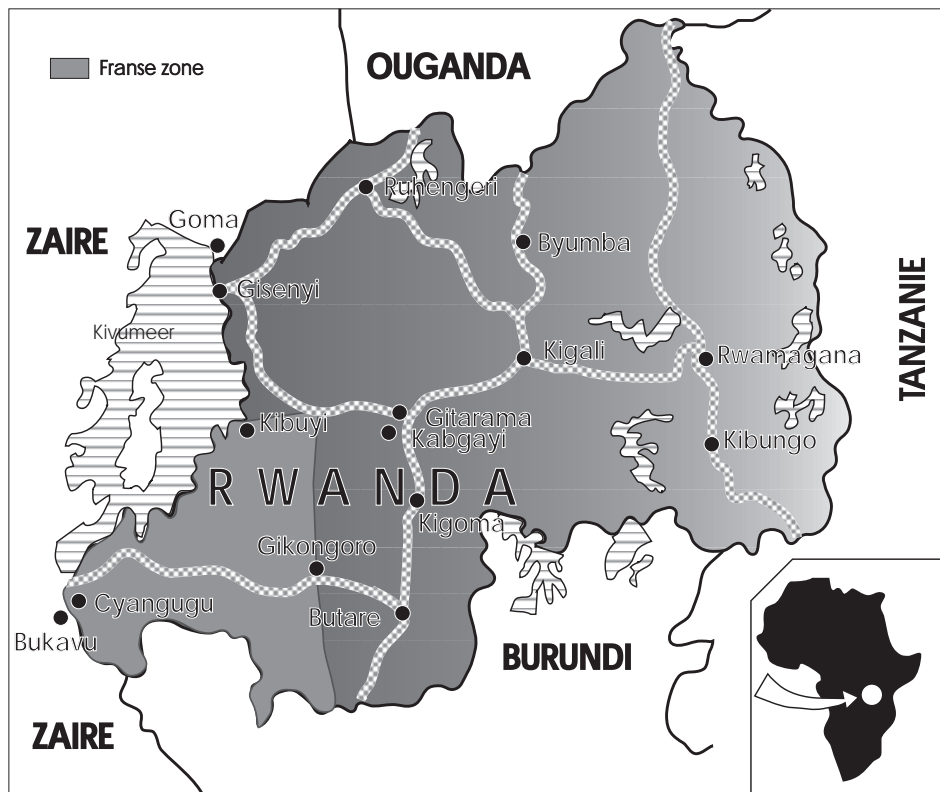 Franse zone
OUGANDA
Ruhengeri
Goma
ZAIRE
Byumba
Gisenyi
TANZANIE
Kivumeer
Kigali
Rwamagana
Gitarama
Kibuyi
Kabgayi
Kibungo
RWANDA
Kigoma
Gikongoro
Cyangugu
Butare
Bukavu
BURUNDI
ZAIRE